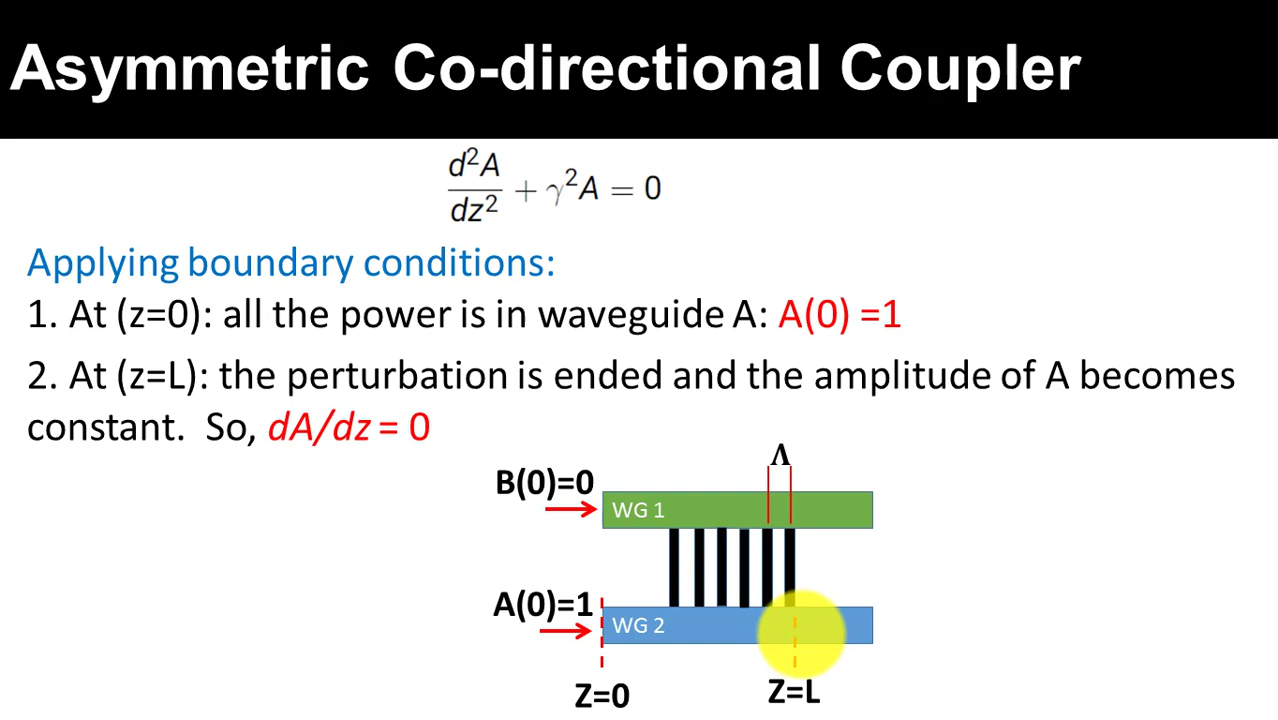 Asymmetric Co-directional Coupler
d²A/dz² + γ²A = 0
Applying boundary conditions:
1. At (z=0): all the power is in waveguide A: A(0) =1
2. At (z=L): the perturbation is ended and the amplitude of A becomes
constant. So, dA/dz = 0
Λ
B(0)=0
WG 1
A(0)=1
WG 2
Z=0
Z=L